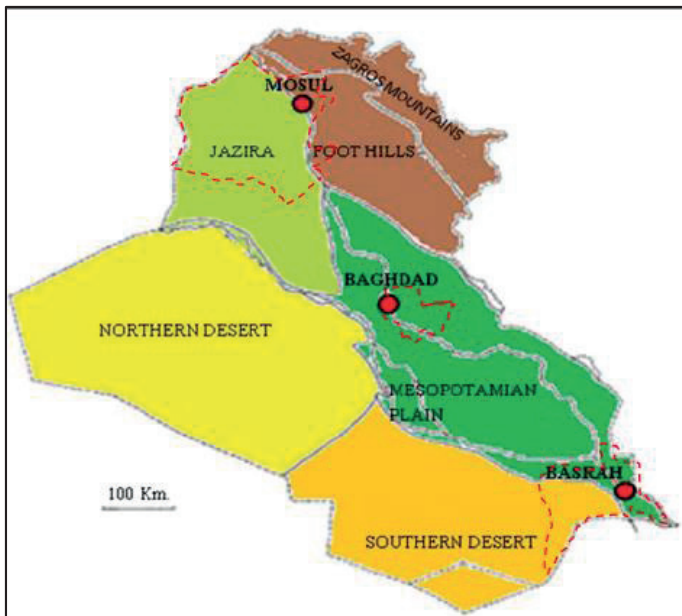 ZAGROS MOUNTAINS
MOSUL
JAZIRA
FOOT HILLS
BAGHDAD
NORTHERN DESERT
MESOPOTAMIAN
PLAIN
BASRAH
100 Km.
SOUTHERN DESERT